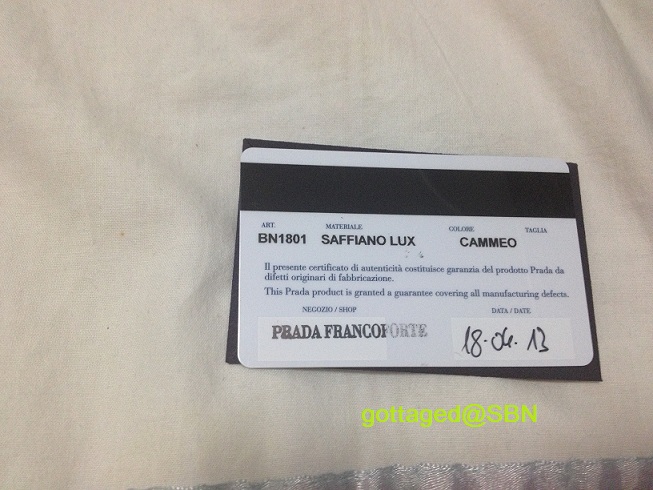 ART. MATERIALE COLORE TAGLIA
BN1801 SAFFIANO LUX CAMMEO
Il presente certificato di autenticità costituisce garanzia del prodotto Prada da
difetti originari di fabbricazione.
This Prada product is granted a guarantee covering all manufacturing defects.
NEGOZIO / SHOP DATA / DATE
PRADA FRANCOFORTE 18-04-13
gottaged@SBN